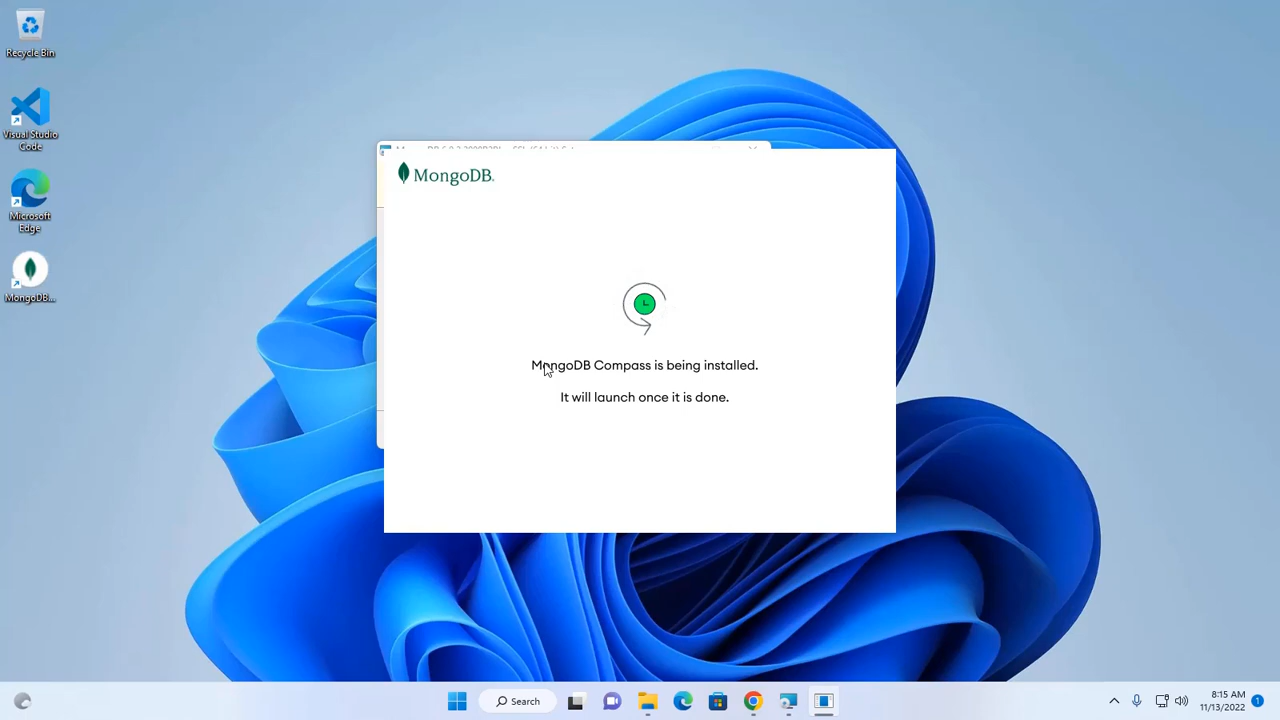 Recycle Bin
Visual Studio
Code
Microsoft
Edge
MongoDB...
MongoDB.
MongoDB Compass is being installed.
It will launch once it is done.
Search
8:15 AM
11/13/2022
1